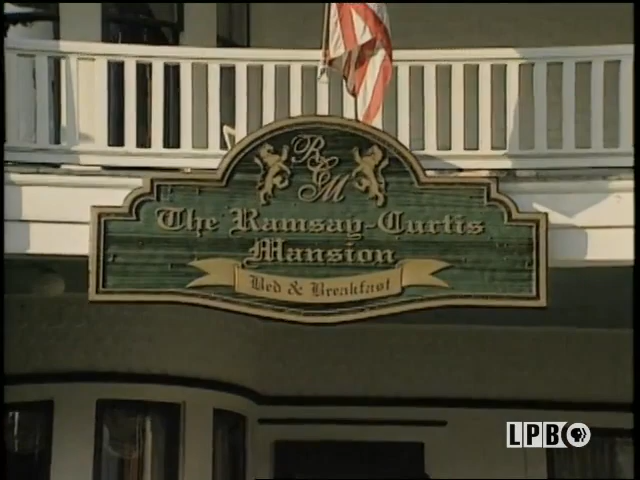 RCM
The Ramsay-Curtis
Mansion
Bed & Breakfast
LPB